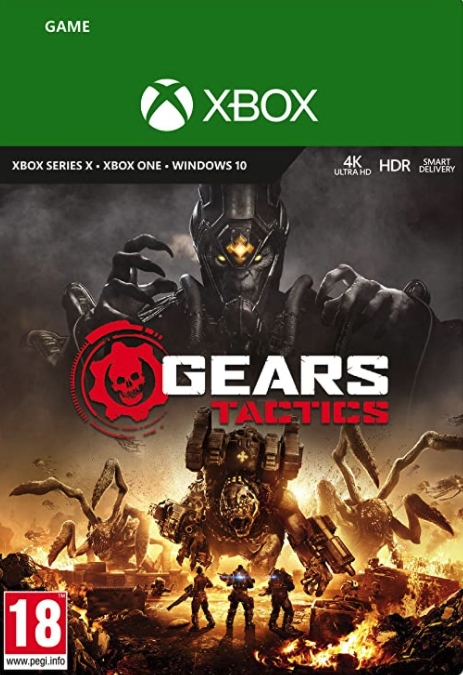 GAME
XBOX
XBOX SERIES X • XBOX ONE • WINDOWS 10
4K
ULTRA HD
HDR
SMART
DELIVERY
GEARS
TACTICS
18
™
www.pegi.info